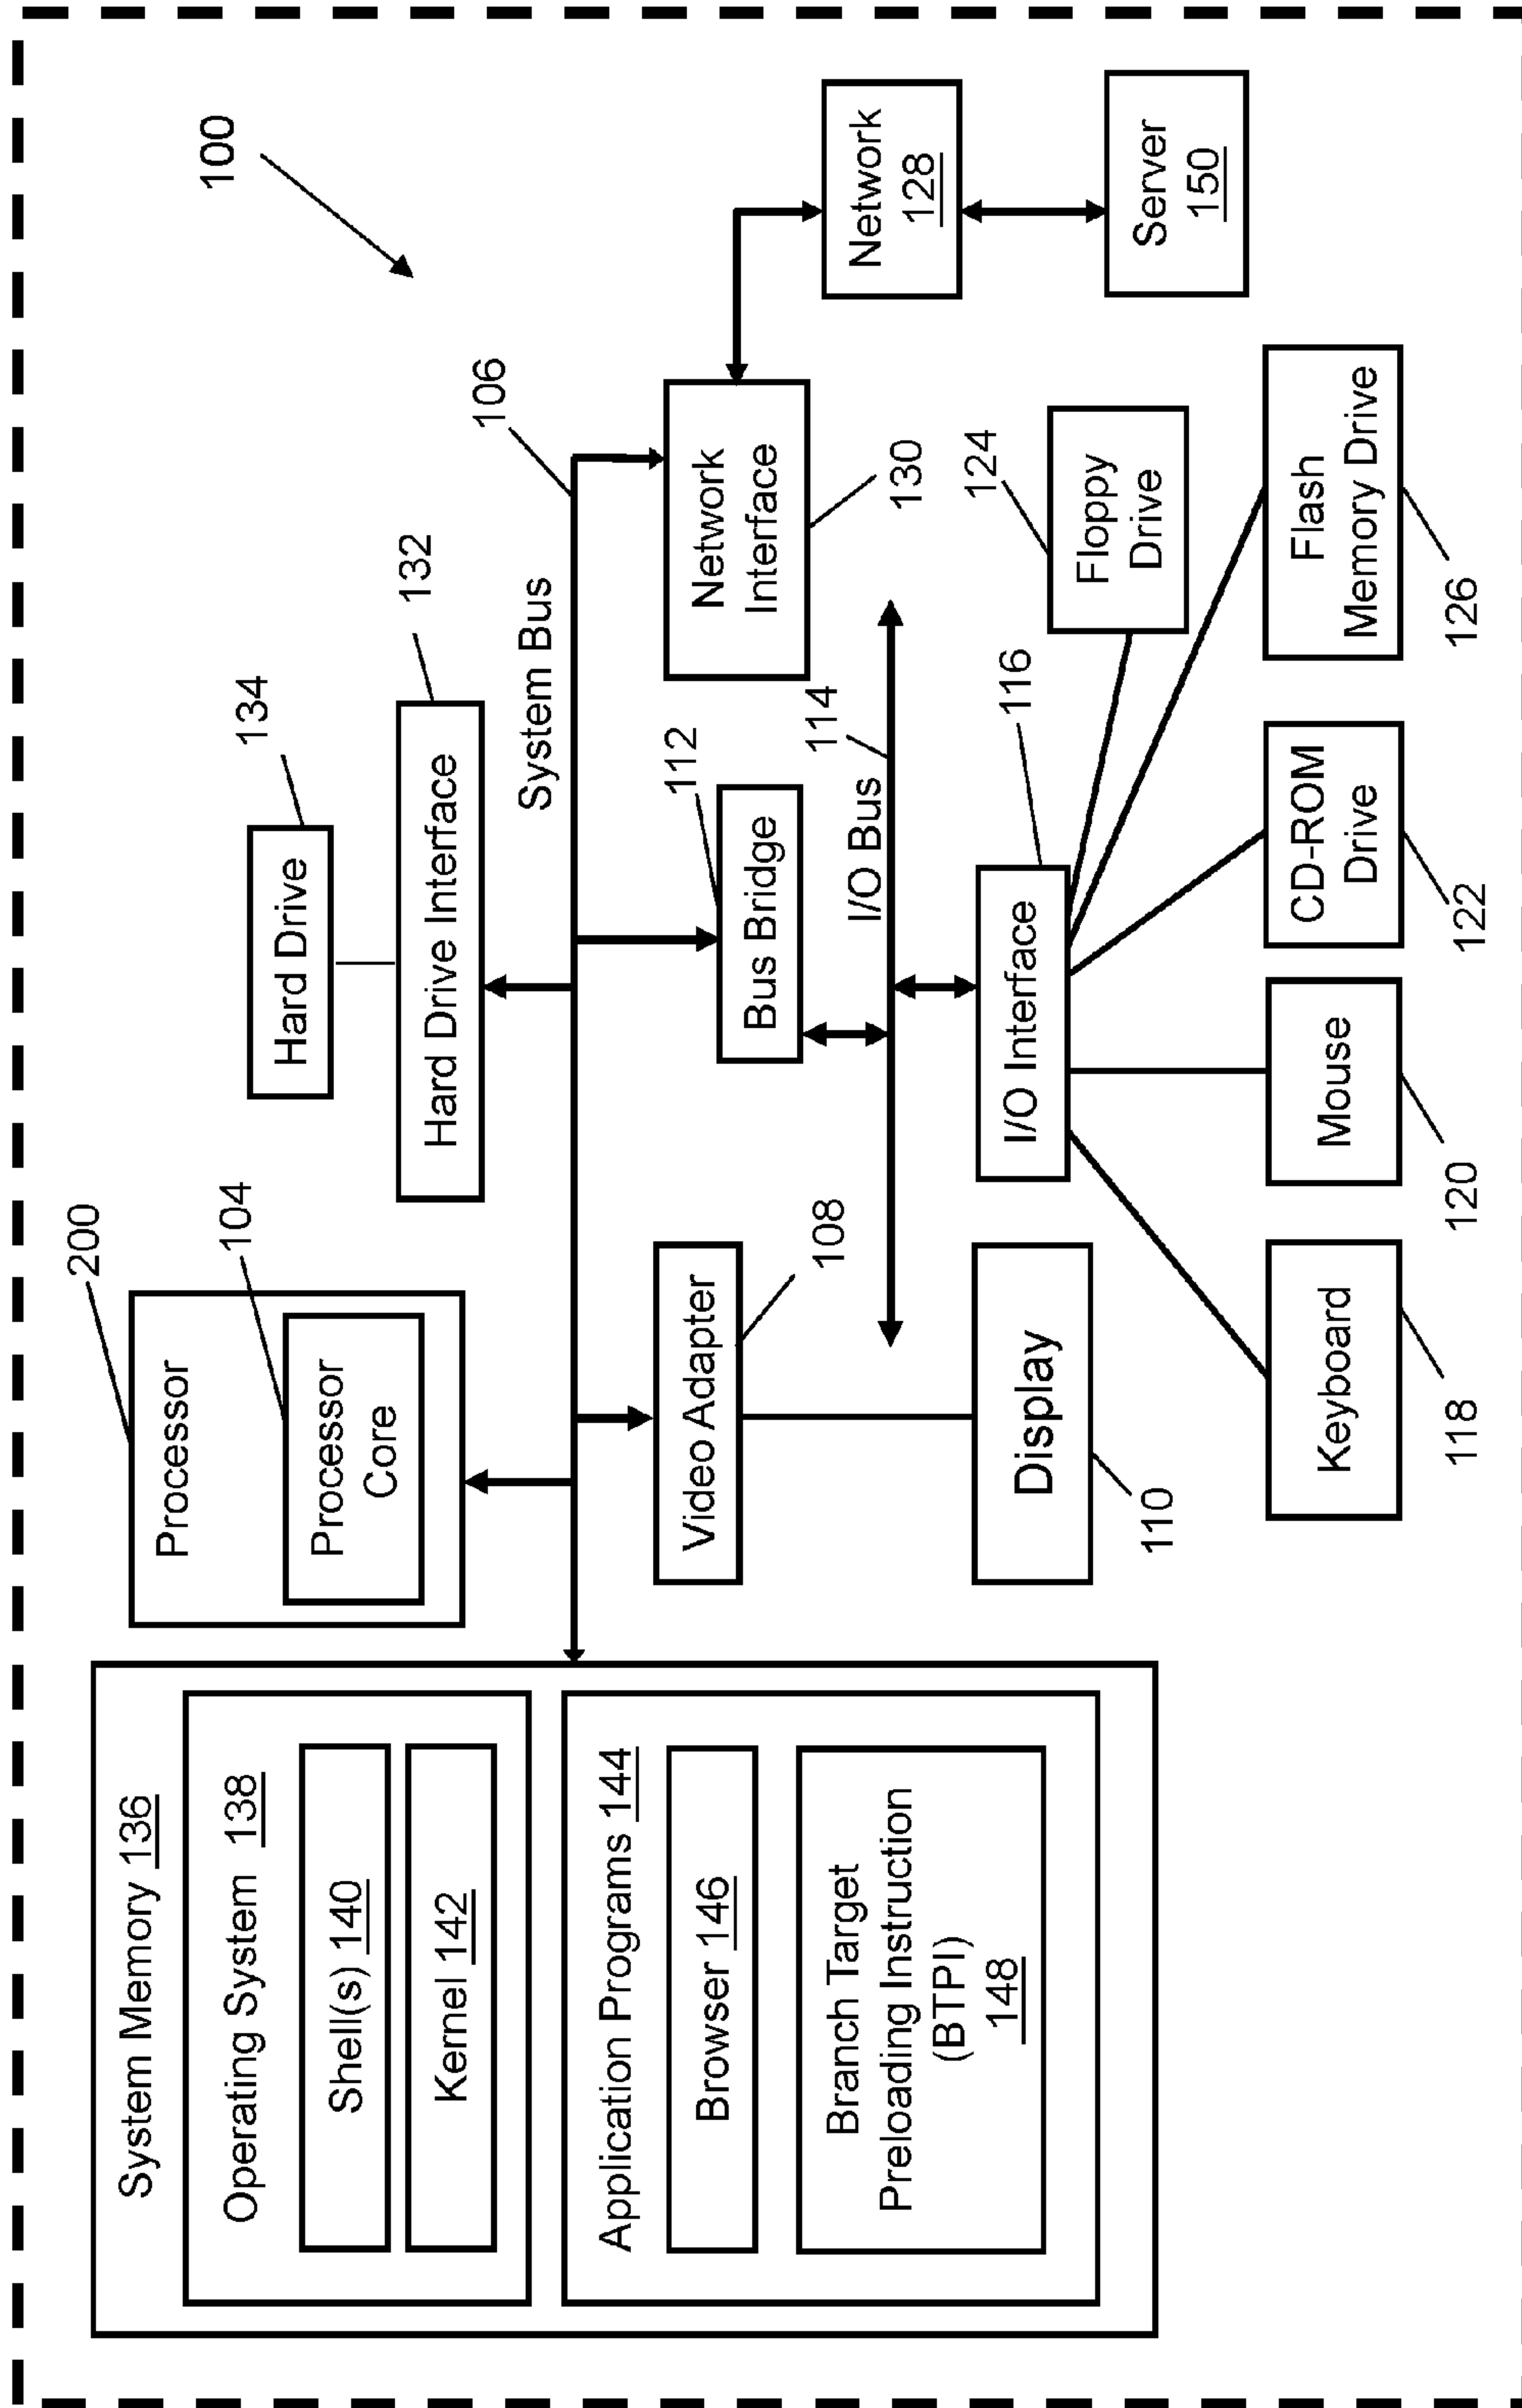 100
200
Processor
104
Processor
Core
134
Hard Drive
132
Hard Drive Interface
System Memory 136
Operating System 138
Shell(s) 140
Kernel 142
Application Programs 144
Browser 146
Branch Target
Preloading Instruction
(BTPI)
148
System Bus
106
Video Adapter
108
Display
110
112
Bus Bridge
Network
Interface
130
Network
128
Server
150
I/O Bus
114
I/O Interface
116
Floppy
Drive
124
Keyboard
118
Mouse
120
CD-ROM
Drive
122
Flash
Memory Drive
126